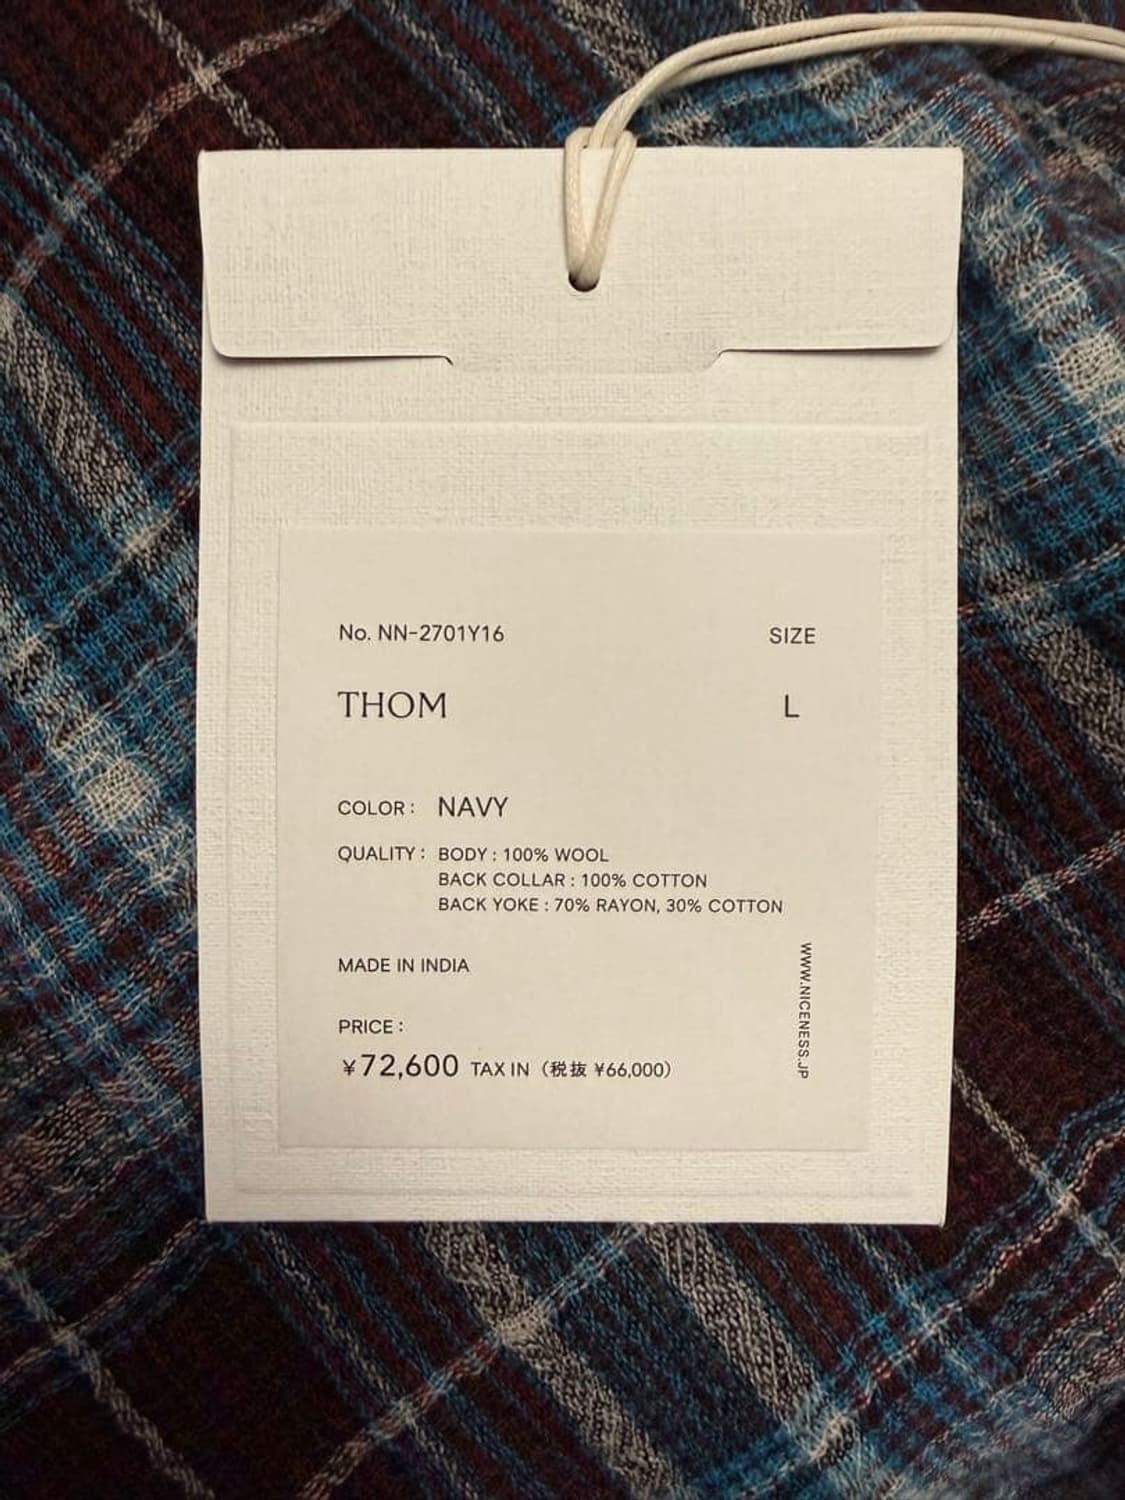 No. NN-2701Y16
SIZE
THOM
L
COLOR : NAVY
QUALITY : BODY : 100% WOOL
BACK COLLAR : 100% COTTON
BACK YOKE : 70% RAYON, 30% COTTON
MADE IN INDIA
WWW.NICENESS.JP
PRICE :
¥72,600 TAX IN（税抜 ¥66,000）